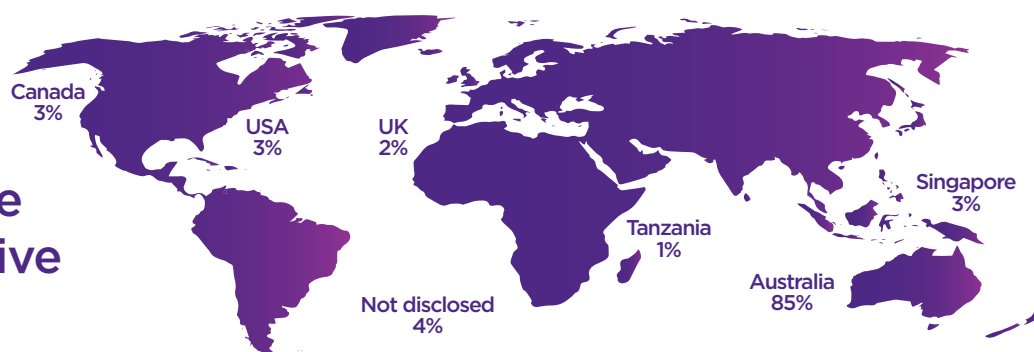 Canada
3%
USA
3%
UK
2%
Singapore
3%
Tanzania
1%
Australia
85%
Not disclosed
4%